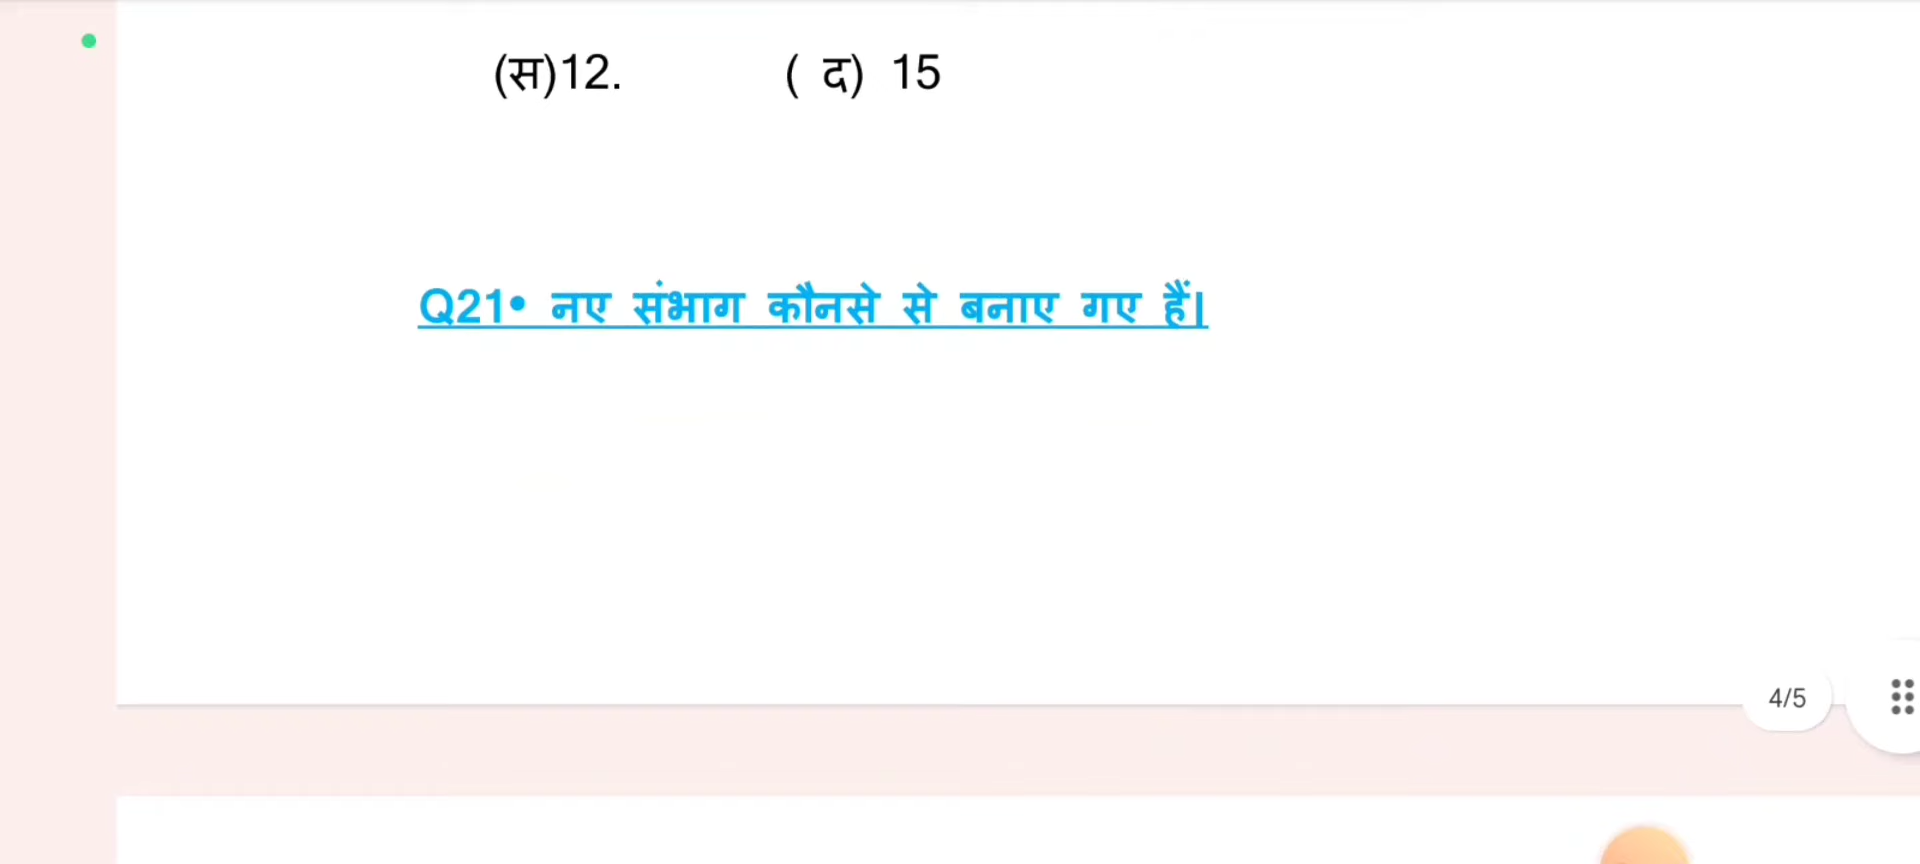 (स)12. ( द) 15
Q21• नए संभाग कौनसे से बनाए गए हैं।
4/5